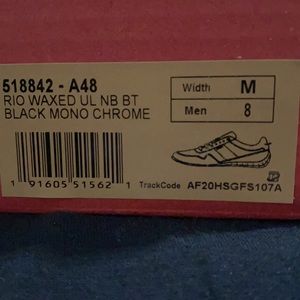 518842 - A48
RIO WAXED UL NB BT
BLACK MONO CHROME
Width M
Men 8
1 91605 51562 1
TrackCode AF20HSGFS107A